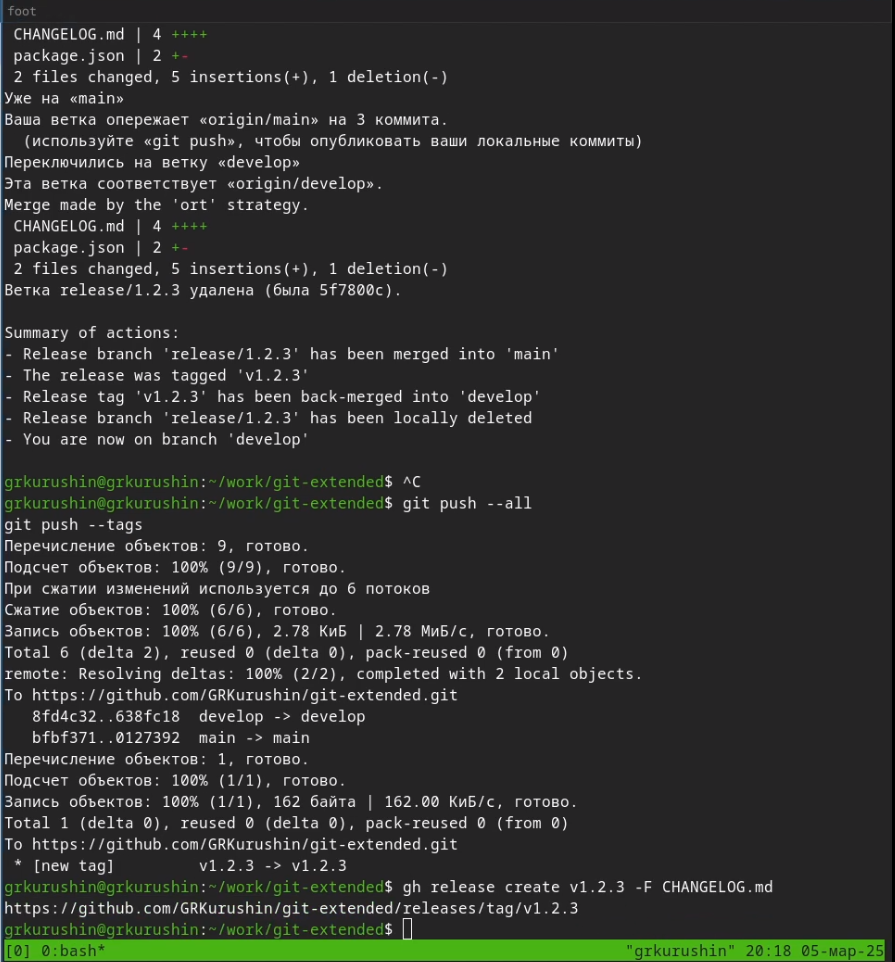 foot
 CHANGELOG.md | 4 ++++
 package.json | 2 +-
 2 files changed, 5 insertions(+), 1 deletion(-)
Уже на «main»
Ваша ветка опережает «origin/main» на 3 коммита.
  (используйте «git push», чтобы опубликовать ваши локальные коммиты)
Переключились на ветку «develop»
Эта ветка соответствует «origin/develop».
Merge made by the 'ort' strategy.
 CHANGELOG.md | 4 ++++
 package.json | 2 +-
 2 files changed, 5 insertions(+), 1 deletion(-)
Ветка release/1.2.3 удалена (была 5f7800c).

Summary of actions:
- Release branch 'release/1.2.3' has been merged into 'main'
- The release was tagged 'v1.2.3'
- Release tag 'v1.2.3' has been back-merged into 'develop'
- Release branch 'release/1.2.3' has been locally deleted
- You are now on branch 'develop'

grkurushin@grkurushin:~/work/git-extended$ ^C
grkurushin@grkurushin:~/work/git-extended$ git push --all
git push --tags
Перечисление объектов: 9, готово.
Подсчет объектов: 100% (9/9), готово.
При сжатии изменений используется до 6 потоков
Сжатие объектов: 100% (6/6), готово.
Запись объектов: 100% (6/6), 2.78 КиБ | 2.78 МиБ/с, готово.
Total 6 (delta 2), reused 0 (delta 0), pack-reused 0 (from 0)
remote: Resolving deltas: 100% (2/2), completed with 2 local objects.
To https://github.com/GRKurushin/git-extended.git
   8fd4c32..638fc18  develop -> develop
   bfbf371..0127392  main -> main
Перечисление объектов: 1, готово.
Подсчет объектов: 100% (1/1), готово.
Запись объектов: 100% (1/1), 162 байта | 162.00 КиБ/с, готово.
Total 1 (delta 0), reused 0 (delta 0), pack-reused 0 (from 0)
To https://github.com/GRKurushin/git-extended.git
 * [new tag]         v1.2.3 -> v1.2.3
grkurushin@grkurushin:~/work/git-extended$ gh release create v1.2.3 -F CHANGELOG.md
https://github.com/GRKurushin/git-extended/releases/tag/v1.2.3
grkurushin@grkurushin:~/work/git-extended$
[0] 0:bash* "grkurushin" 20:18 05-мар-25